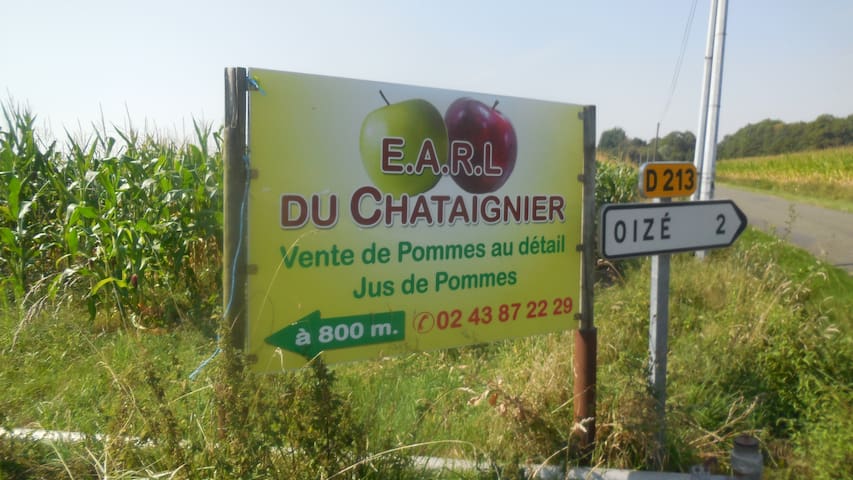 E.A.R.L
DU CHATAIGNIER
Vente de Pommes au détail
Jus de Pommes
à 800 m.
✆02 43 87 22 29
D 213
OIZÉ 2